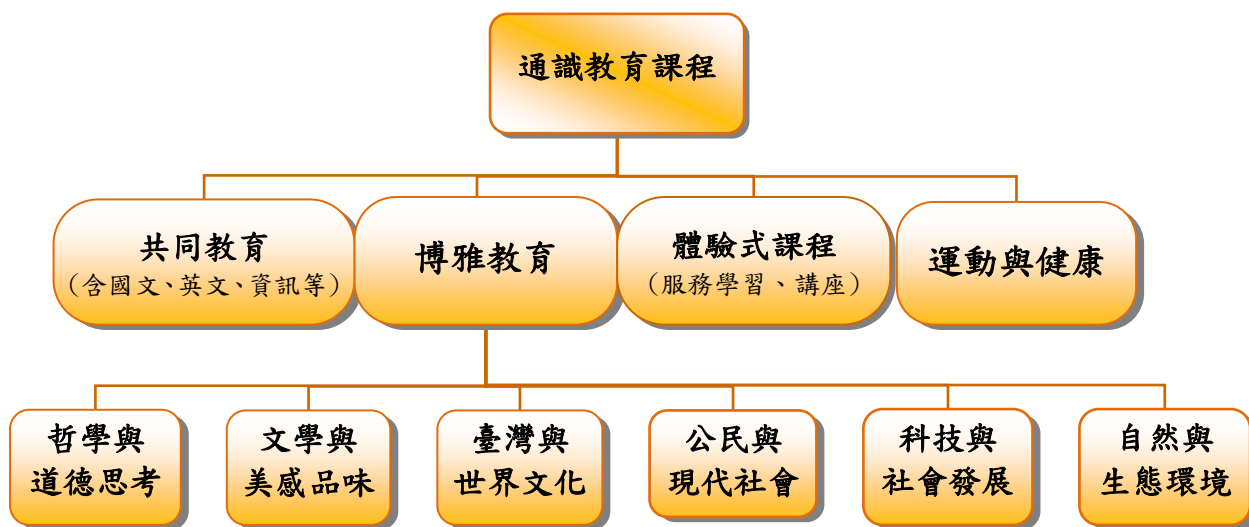 通識教育課程
共同教育
（含國文、英文、資訊等）
博雅教育
體驗式課程
（服務學習、講座）
運動與健康
哲學與
道德思考
文學與
美感品味
臺灣與
世界文化
公民與
現代社會
科技與
社會發展
自然與
生態環境